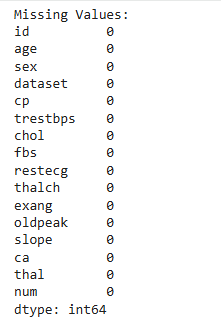 Missing Values:
id 0
age 0
sex 0
dataset 0
cp 0
trestbps 0
chol 0
fbs 0
restecg 0
thalch 0
exang 0
oldpeak 0
slope 0
ca 0
thal 0
num 0
dtype: int64